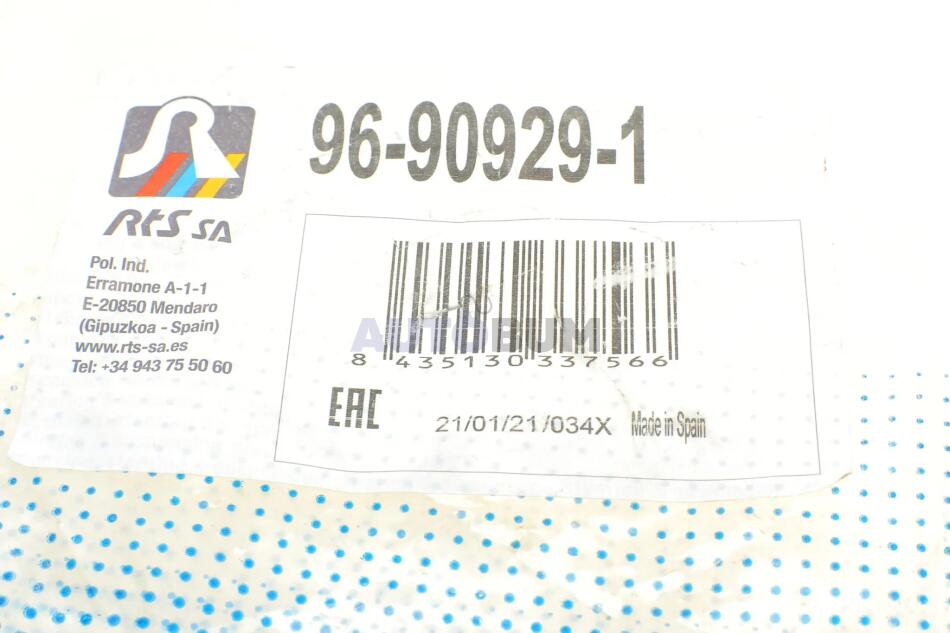 96-90929-1
RTS SA
Pol. Ind.
Erramone A-1-1
E-20850 Mendaro
(Gipuzkoa - Spain)
www.rts-sa.es
Tel: +34 943 75 50 60
AUTOBUM
8 435130 337566
EAC
21/01/21/034X Made in Spain